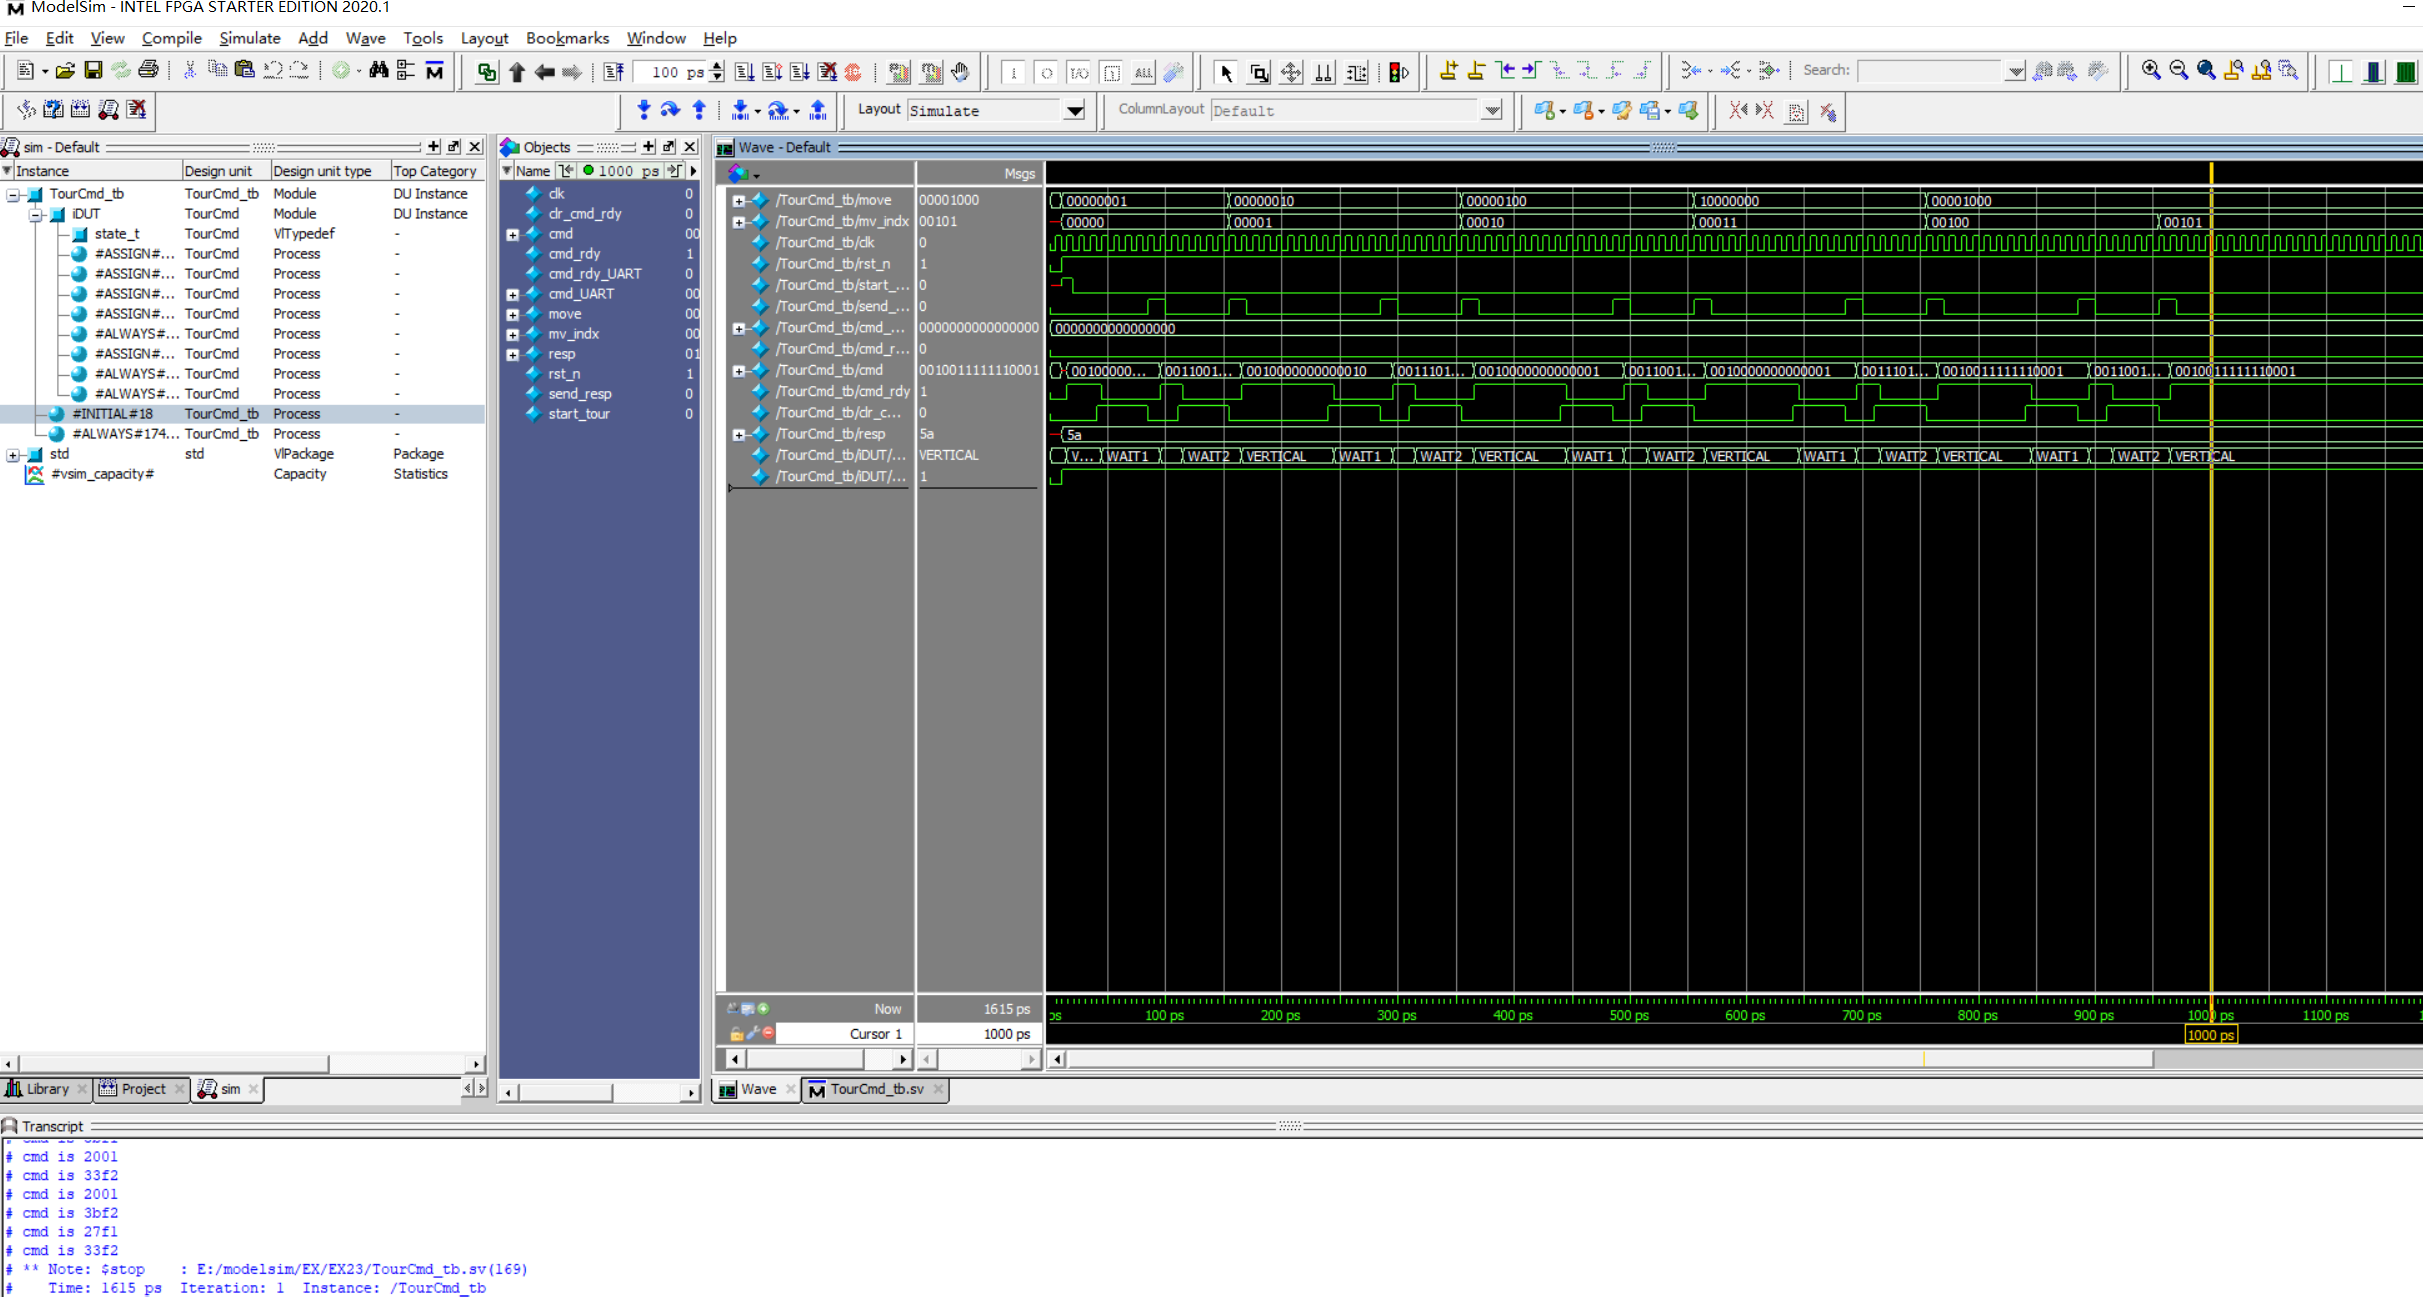 ModelSim - INTEL FPGA STARTER EDITION 2020.1
File Edit View Compile Simulate Add Wave Tools Layout Bookmarks Window Help
100 ps
Search:
Layout Simulate
ColumnLayout Default
sim - Default
Instance Design unit Design unit type Top Category
TourCmd_tb TourCmd_tb Module DU Instance
iDUT TourCmd Module DU Instance
state_t TourCmd VlTypedef -
#ASSIGN#... TourCmd Process -
#ASSIGN#... TourCmd Process -
#ASSIGN#... TourCmd Process -
#ASSIGN#... TourCmd Process -
#ALWAYS#... TourCmd Process -
#ASSIGN#... TourCmd Process -
#ALWAYS#... TourCmd Process -
#ALWAYS#... TourCmd Process -
#INITIAL#18 TourCmd_tb Process -
#ALWAYS#174... TourCmd_tb Process -
std std VlPackage Package
#vsim_capacity# Capacity Statistics
Library Project sim
Objects
Name 1000 ps
clk 0
clr_cmd_rdy 0
cmd 00
cmd_rdy 1
cmd_rdy_UART 0
cmd_UART 00
move 00
mv_indx 00
resp 01
rst_n 1
send_resp 0
start_tour 0
Wave - Default
Msgs
/TourCmd_tb/move 00001000 00000001 00000010 00000100 10000000 00001000
/TourCmd_tb/mv_indx 00101 00000 00001 00010 00011 00100 00101
/TourCmd_tb/clk 0
/TourCmd_tb/rst_n 1
/TourCmd_tb/start_... 0
/TourCmd_tb/send_... 0
/TourCmd_tb/cmd_... 0000000000000000 0000000000000000
/TourCmd_tb/cmd_r... 0
/TourCmd_tb/cmd 0010011111110001 00100000... 0011001... 0010000000000010 0011101... 0010000000000001 0011001... 0010000000000001 0011101... 0010011111110001 0011001... 0010011111110001
/TourCmd_tb/cmd_rdy 1
/TourCmd_tb/clr_c... 0
/TourCmd_tb/resp 5a 5a
/TourCmd_tb/iDUT/... VERTICAL V... WAIT1 WAIT2 VERTICAL WAIT1 WAIT2 VERTICAL WAIT1 WAIT2 VERTICAL WAIT1 WAIT2 VERTICAL WAIT1 WAIT2 VERTICAL
/TourCmd_tb/iDUT/... 1
Now 1615 ps
ps 100 ps 200 ps 300 ps 400 ps 500 ps 600 ps 700 ps 800 ps 900 ps 1000 ps 1100 ps
Cursor 1 1000 ps
1000 ps
Wave TourCmd_tb.sv
Transcript
# cmd is 2001
# cmd is 33f2
# cmd is 2001
# cmd is 3bf2
# cmd is 27f1
# cmd is 33f2
# ** Note: $stop : E:/modelsim/EX/EX23/TourCmd_tb.sv(169)
# Time: 1615 ps Iteration: 1 Instance: /TourCmd_tb